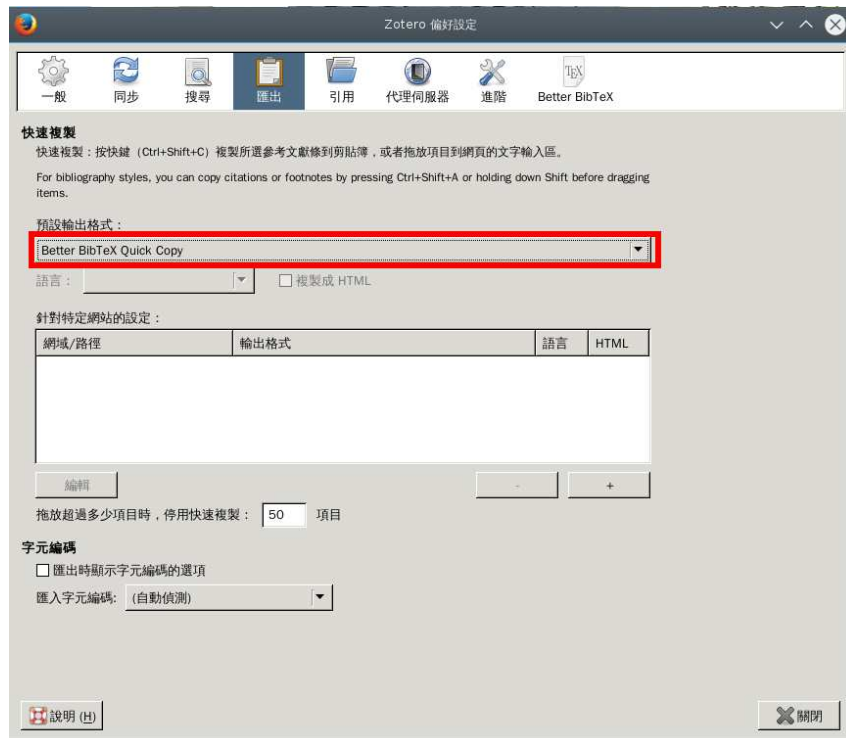 Zotero 偏好設定
一般 同步 搜尋 匯出 引用 代理伺服器 進階 Better BibTeX
TEX
快速複製
快速複製：按快鍵（Ctrl+Shift+C）複製所選參考文獻條到剪貼簿，或者拖放項目到網頁的文字輸入區。
For bibliography styles, you can copy citations or footnotes by pressing Ctrl+Shift+A or holding down Shift before dragging
items.
預設輸出格式：
Better BibTeX Quick Copy
語言： 複製成 HTML
針對特定網站的設定：
網域/路徑 輸出格式 語言 HTML
編輯 - +
拖放超過多少項目時，停用快速複製： 50 項目
字元編碼
匯出時顯示字元編碼的選項
匯入字元編碼: (自動偵測)
說明 (H) 關閉